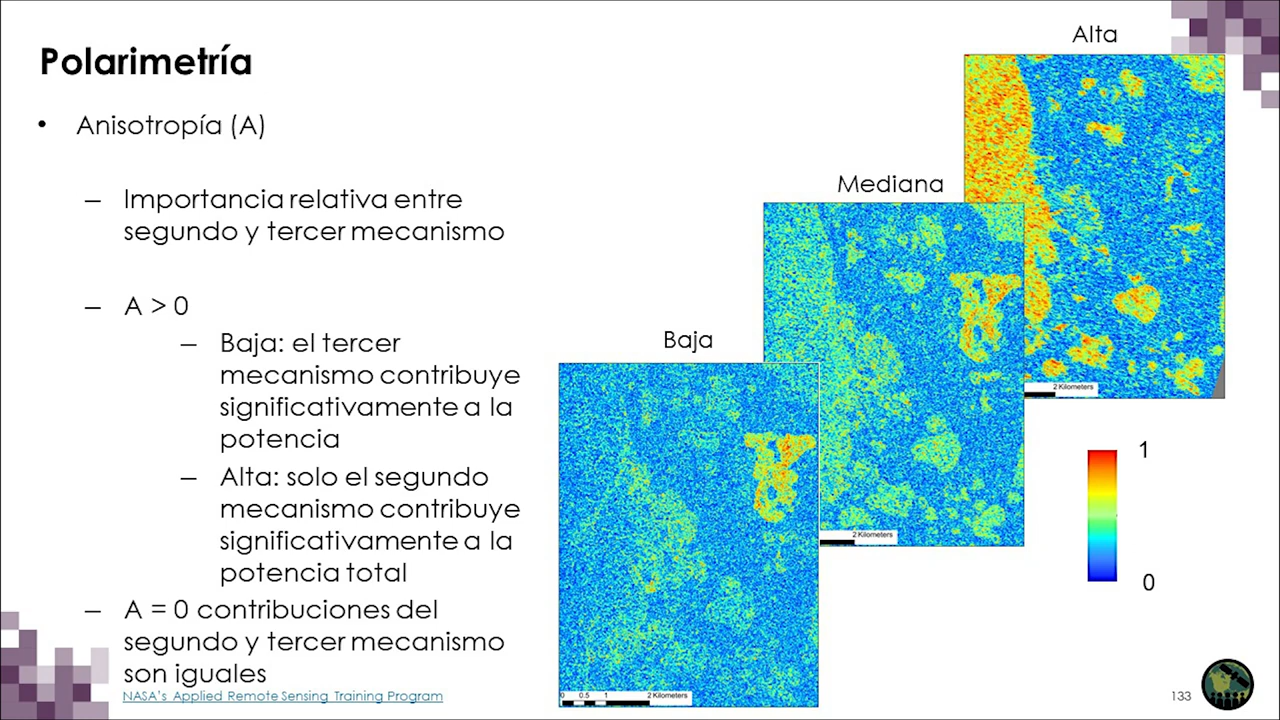 Polarimetría
• Anisotropía (A)
– Importancia relativa entre
segundo y tercer mecanismo
– A > 0
– Baja: el tercer
mecanismo contribuye
significativamente a la
potencia
– Alta: solo el segundo
mecanismo contribuye
significativamente a la
potencia total
– A = 0 contribuciones del
segundo y tercer mecanismo
son iguales
NASA's Applied Remote Sensing Training Program
Alta
2 Kilometers
Mediana
2 Kilometers
Baja
0 0.5 1 2 Kilometers
1
0
133